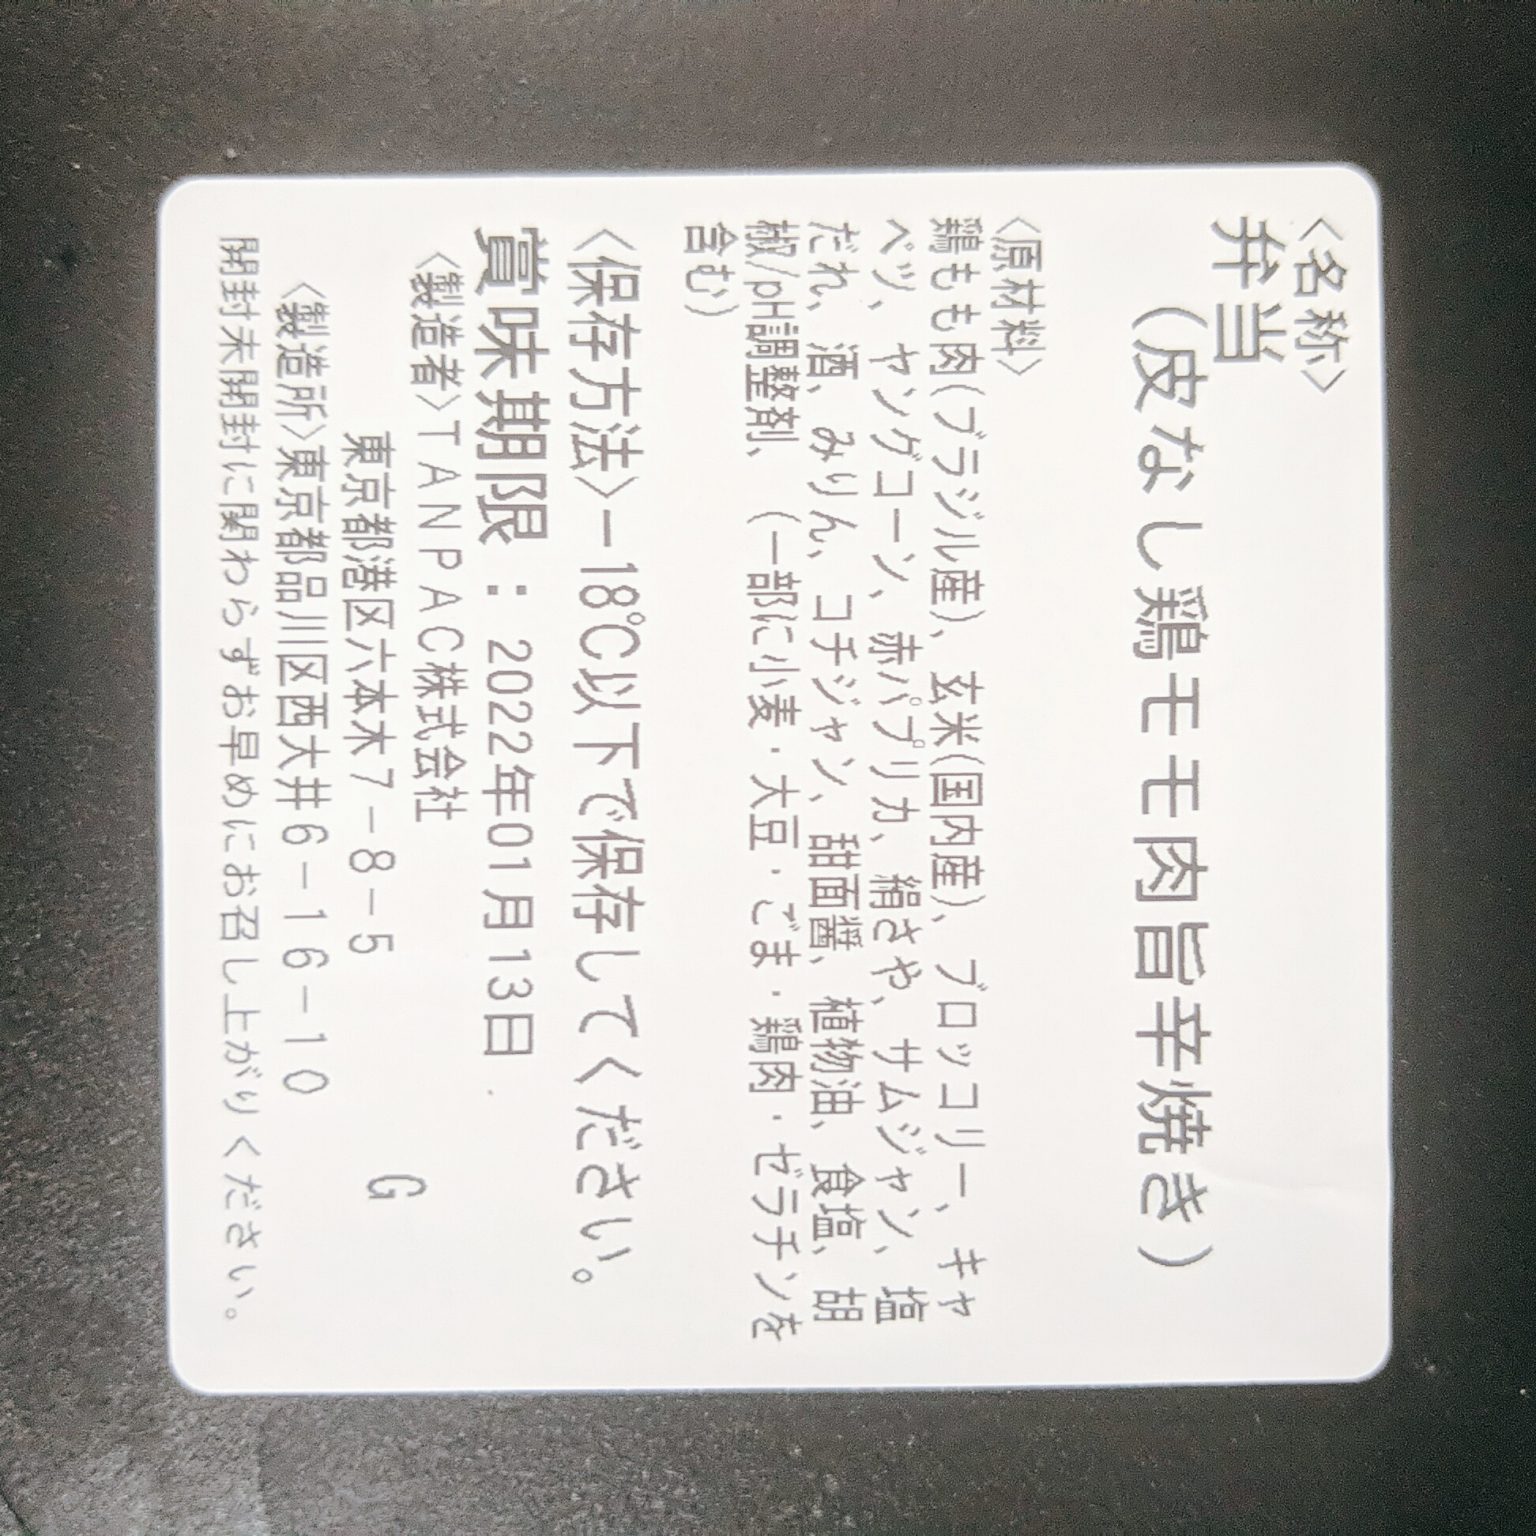 <名称>
弁当
(皮なし鶏モモ肉旨辛焼き)
<原材料>
鶏もも肉(ブラジル産)、玄米(国内産)、ブロッコリー、キャ
ベツ、ヤングコーン、赤パプリカ、絹さや、サムジャン、塩
だれ、酒、みりん、コチジャン、甜面醤、植物油、食塩、胡
椒/pH調整剤、(一部に小麦・大豆・ごま・鶏肉・ゼラチンを
含む)
<保存方法>－18℃以下で保存してください。
賞味期限:2022年01月13日
<製造者>TANPAC株式会社
東京都港区六本木7－8－5
G
<製造所>東京都品川区西大井6－16－10
開封未開封に関わらずお早めにお召し上がりください。